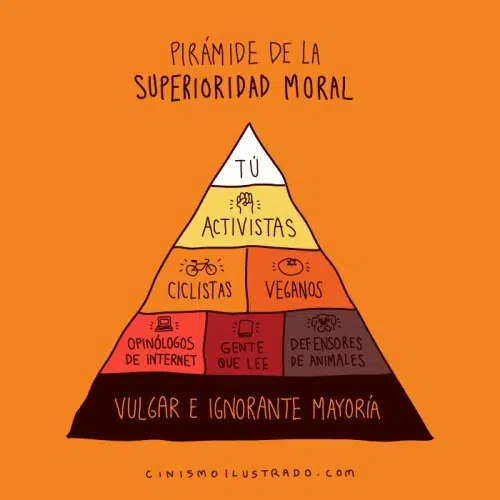 PIRÁMIDE DE LA
SUPERIORIDAD MORAL
TÚ
ACTIVISTAS
CICLISTAS
VEGANOS
OPINÓLOGOS
DE INTERNET
GENTE
QUE LEE
DEFENSORES
DE ANIMALES
VULGAR E IGNORANTE MAYORÍA
CINISMOILUSTRADO.COM